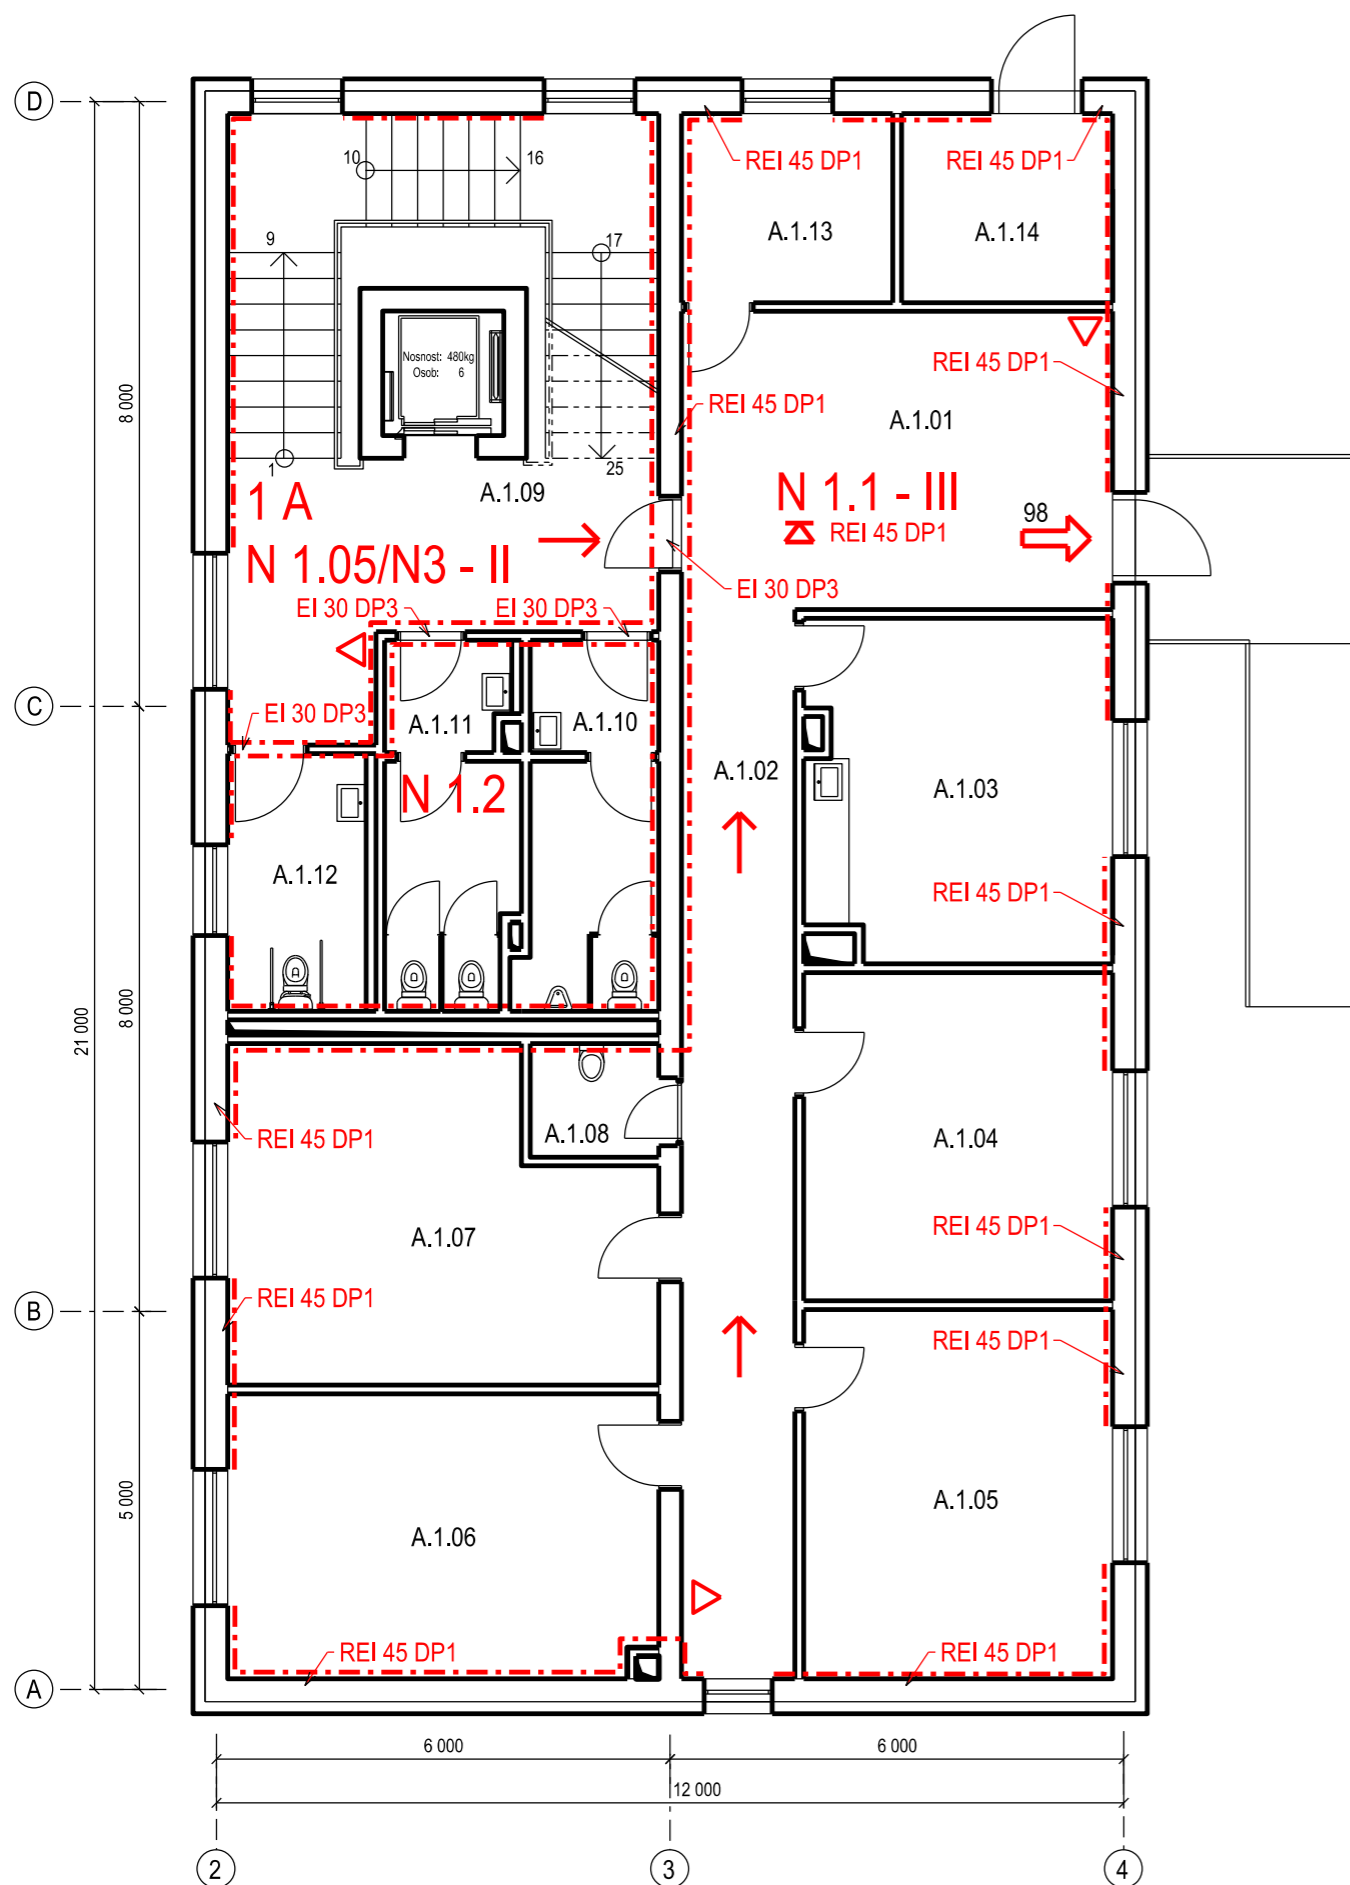 D
10
16
REI 45 DP1
REI 45 DP1
A.1.13
A.1.14
9
17
Nosnost: 480kg
Osob: 6
REI 45 DP1
8 000
REI 45 DP1
A.1.01
1
25
A.1.09
1 A
N 1.1 - III
98
REI 45 DP1
N 1.05/N3 - II
EI 30 DP3
EI 30 DP3
EI 30 DP3
C
EI 30 DP3
A.1.11
A.1.10
A.1.02
A.1.03
N 1.2
A.1.12
REI 45 DP1
21 000
8 000
REI 45 DP1
A.1.08
A.1.04
A.1.07
REI 45 DP1
B
REI 45 DP1
REI 45 DP1
5 000
A.1.06
A.1.05
REI 45 DP1
REI 45 DP1
A
6 000
6 000
12 000
2
3
4